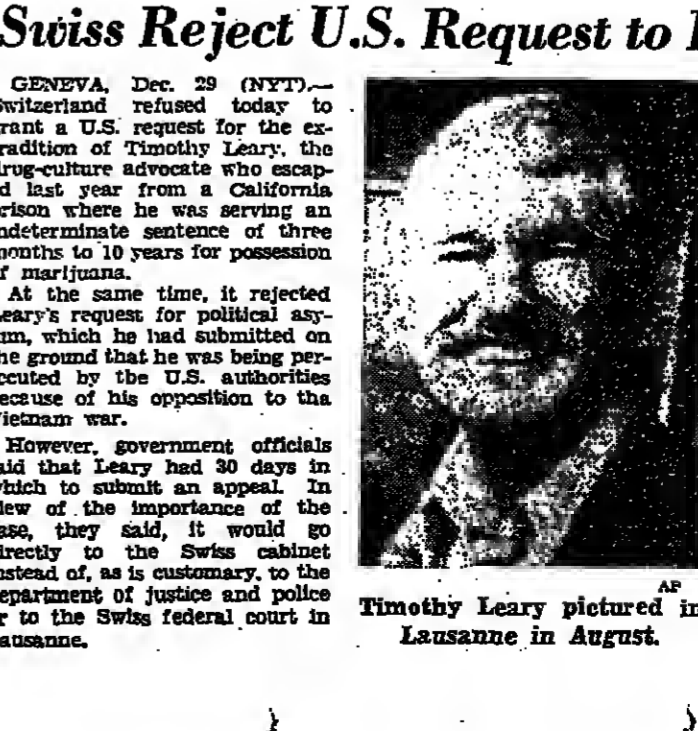 Swiss Reject U.S. Request to
GENEVA, Dec. 29 (NYT).—
witzerland refused today to
rant a U.S. request for the ex-
radition of Timothy Leary, the
rug-culture advocate who escap-
d last year from a California
rison where he was serving an
ndeterminate sentence of three
months to 10 years for possession
f marijuana.
At the same time, it rejected
eary's request for political asy-
um, which he had submitted on
he ground that he was being per-
ecuted by the U.S. authorities
ecause of his opposition to tha
ietnam war.
However, government officials
aid that Leary had 30 days in
hich to submit an appeal. In
iew of the importance of the
ase, they said, it would go
irectly to the Swiss cabinet
nstead of, as is customary, to the
epartment of justice and police
r to the Swiss federal court in
ausanne.
AP
Timothy Leary pictured in
Lausanne in August.